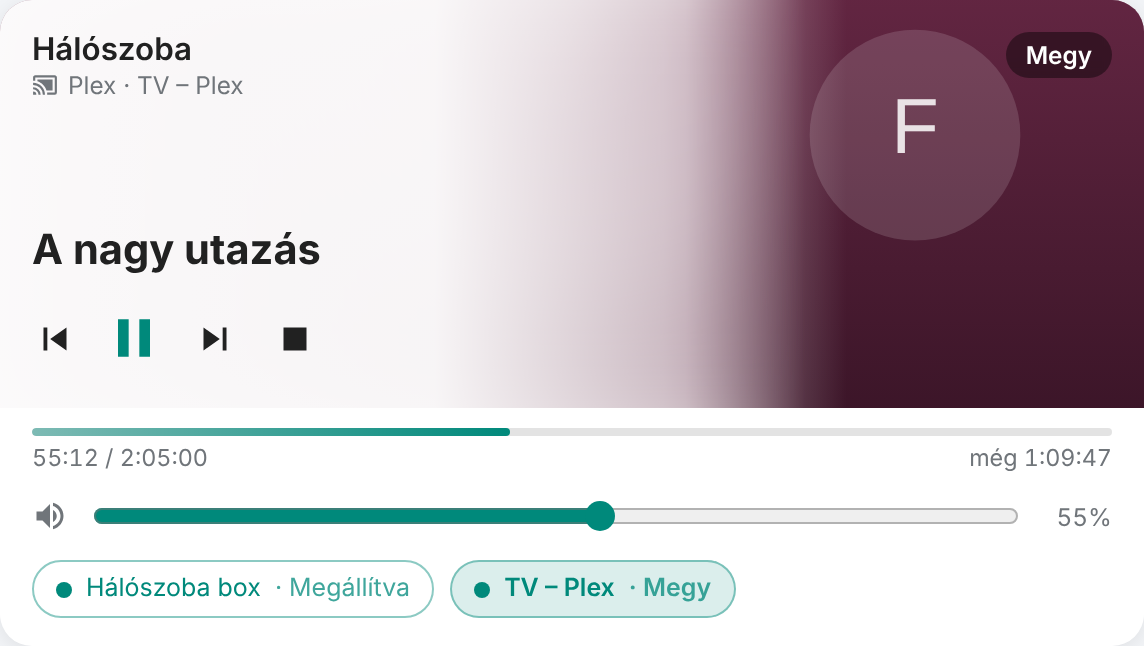 Hálószoba
Megy
Plex · TV – Plex
F
A nagy utazás
55:12 / 2:05:00
még 1:09:47
55%
Hálószoba box · Megállítva
TV – Plex · Megy